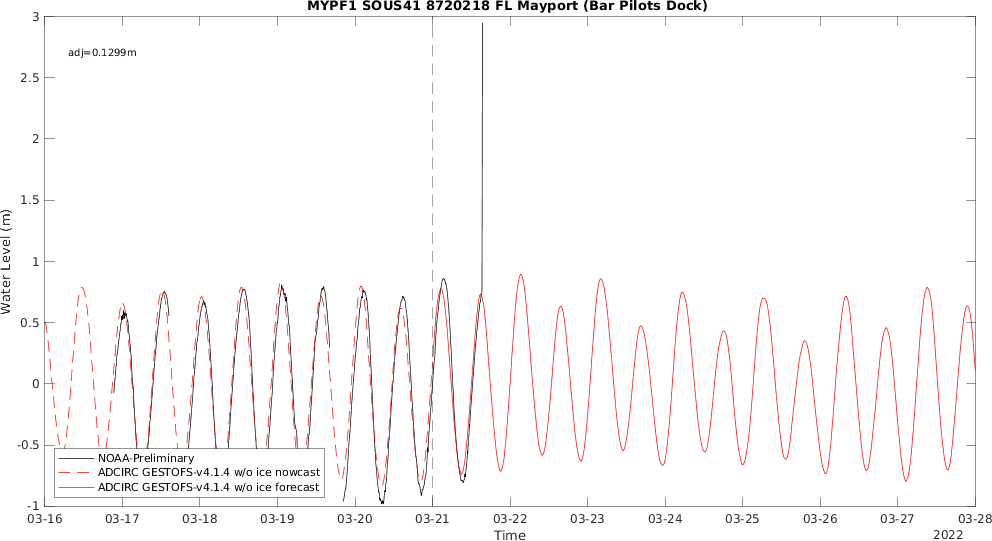 MYPF1 SOUS41 8720218 FL Mayport (Bar Pilots Dock)
adj=0.1299m
3
2.5
2
1.5
1
0.5
0
-0.5
-1
Water Level (m)
NOAA-Preliminary
ADCIRC GESTOFS-v4.1.4 w/o ice nowcast
ADCIRC GESTOFS-v4.1.4 w/o ice forecast
03-16 03-17 03-18 03-19 03-20 03-21 03-22 03-23 03-24 03-25 03-26 03-27 03-28
Time
2022